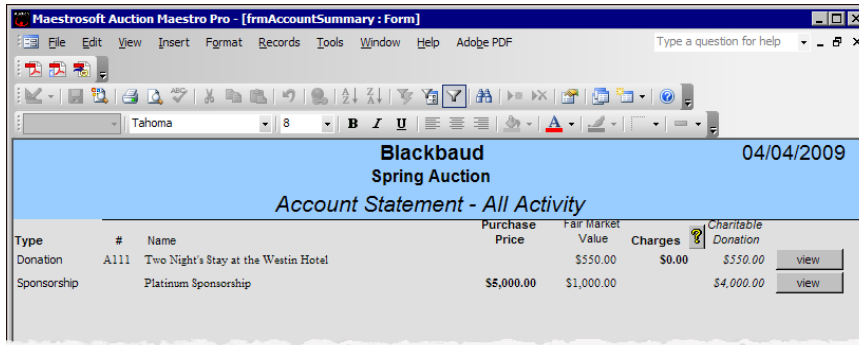 Maestrosoft Auction Maestro Pro - [frmAccountSummary : Form]
File Edit View Insert Format Records Tools Window Help Adobe PDF Type a question for help
Tahoma 8 B I U A
Blackbaud 04/04/2009
Spring Auction
Account Statement - All Activity
Type # Name Purchase Price Fair Market Value Charges ? Charitable Donation
Donation A111 Two Night's Stay at the Westin Hotel $550.00 $0.00 $550.00 view
Sponsorship Platinum Sponsorship $5,000.00 $1,000.00 $4,000.00 view